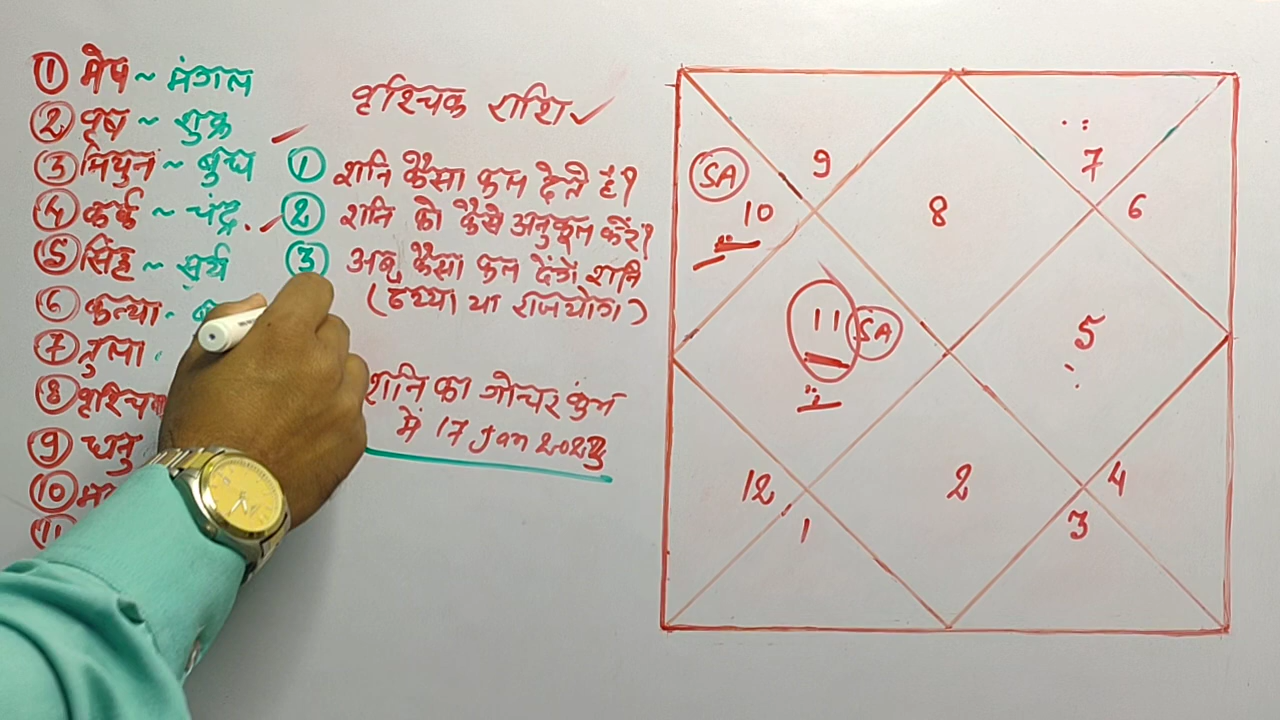 ① मेष ~ मंगल
② वृष ~ शुक्र
③ मिथुन ~ बुध
④ कर्क ~ चंद्र
⑤ सिंह ~ सूर्य
⑥ कन्या -
⑦ तुला
⑧ वृश्चिक
⑨ धनु
⑩
⑪
वृश्चिक राशि ✓
① शनि कैसा फल देते है?
② शनि को कैसे अनुकूल करें?
③ अब कैसा फल देंगे शनि
(ढय्या या राजयोग)
शनि का गोचर कुंभ
में 17 Jan 2023
SA
9
10
8
7
6
11 SA
5
12
1
2
4
3